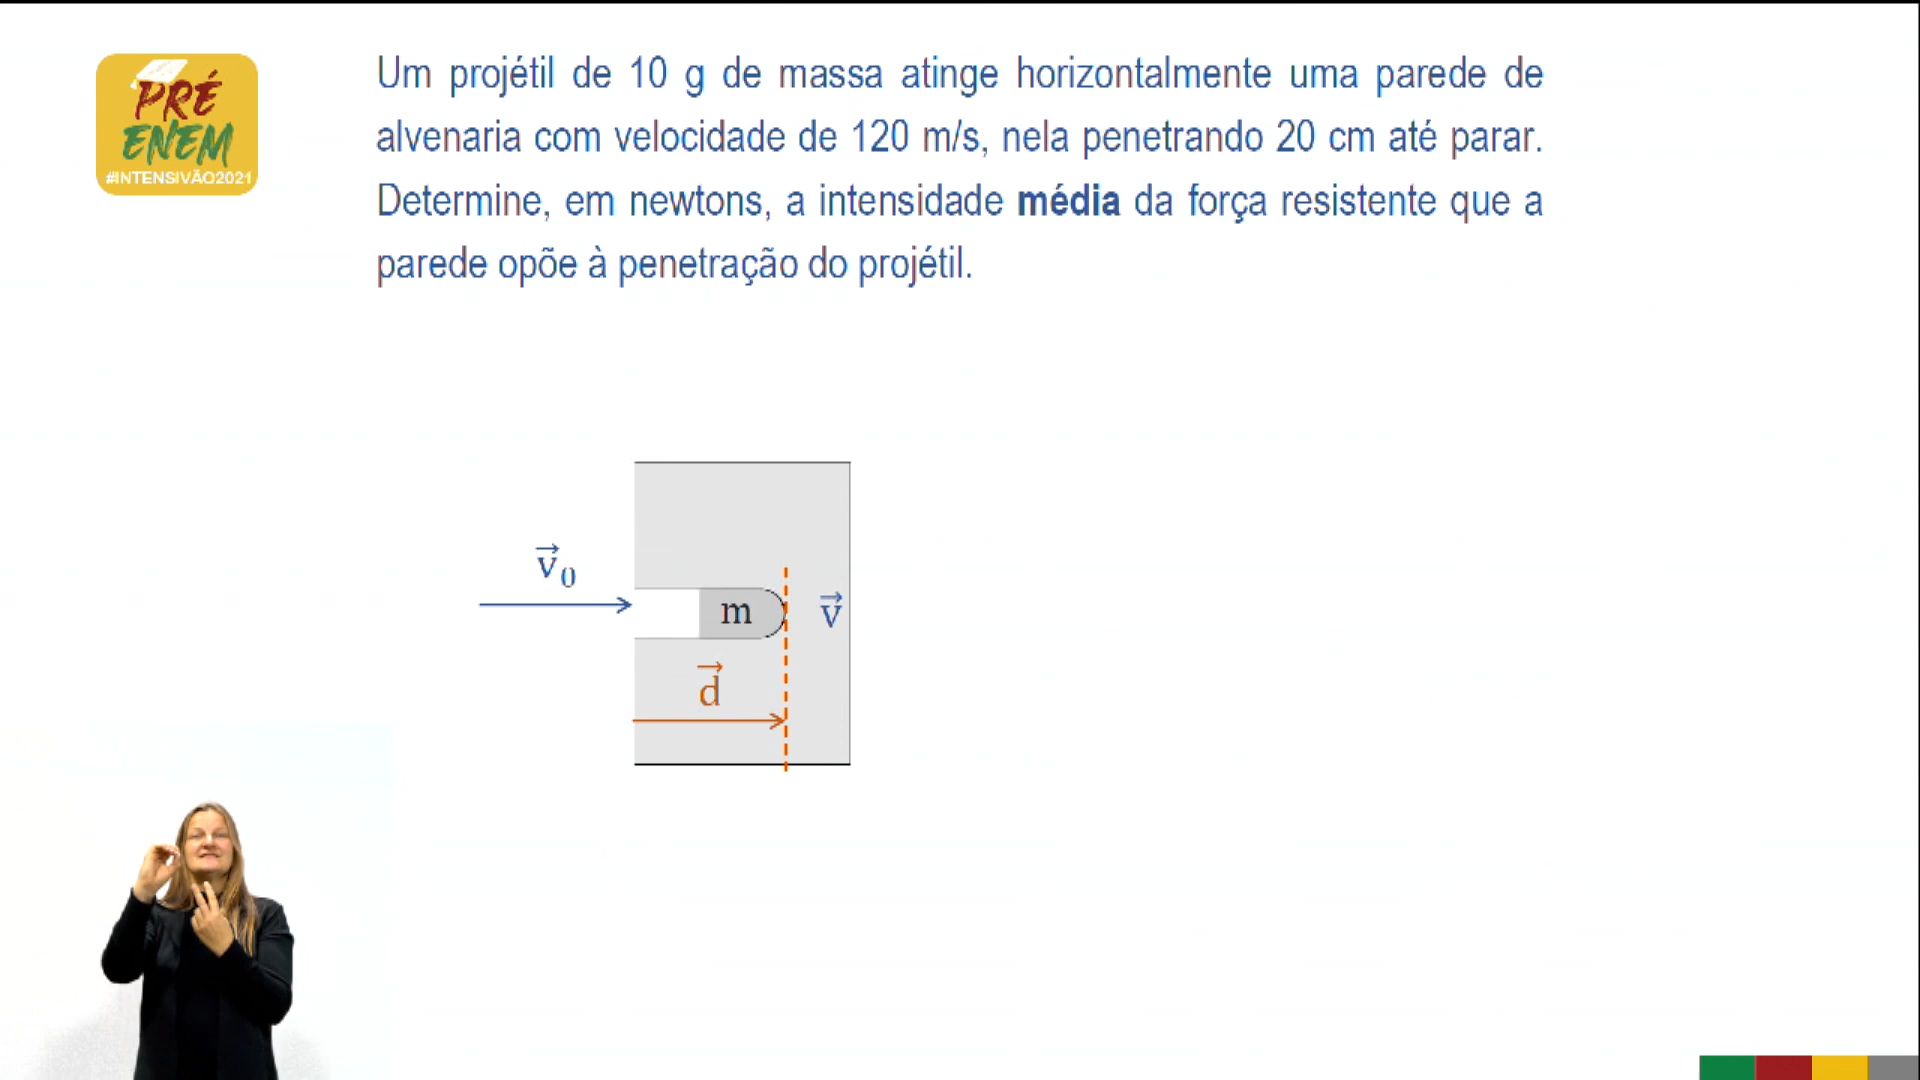 PRÉ
ENEM
#INTENSIVÃO2021
Um projétil de 10 g de massa atinge horizontalmente uma parede de
alvenaria com velocidade de 120 m/s, nela penetrando 20 cm até parar.
Determine, em newtons, a intensidade média da força resistente que a
parede opõe à penetração do projétil.
v⃗₀
m
v⃗
d⃗